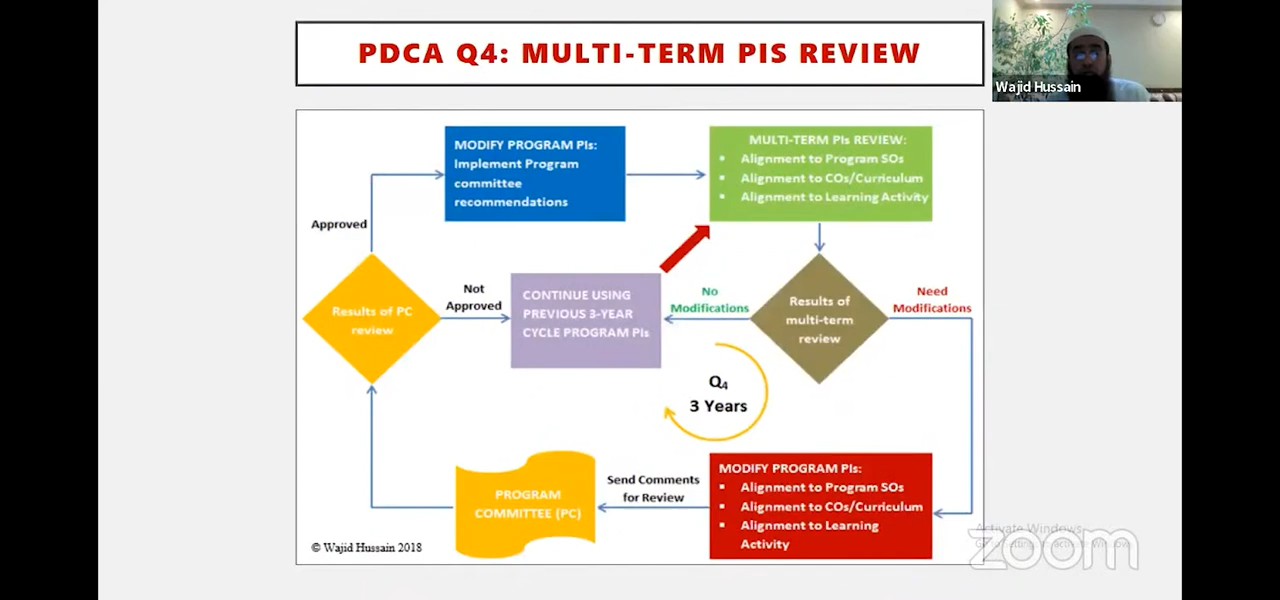 PDCA Q4: MULTI-TERM PIS REVIEW
Wajid Hussain
MODIFY PROGRAM PIs:
Implement Program
committee
recommendations
MULTI-TERM PIs REVIEW:
▪ Alignment to Program SOs
▪ Alignment to COs/Curriculum
▪ Alignment to Learning Activity
Approved
Results of PC
review
Not
Approved
CONTINUE USING
PREVIOUS 3-YEAR
CYCLE PROGRAM PIs
No
Modifications
Results of
multi-term
review
Need
Modifications
Q4
3 Years
PROGRAM
COMMITTEE (PC)
Send Comments
for Review
MODIFY PROGRAM PIs:
▪ Alignment to Program SOs
▪ Alignment to COs/Curriculum
▪ Alignment to Learning
Activity
© Wajid Hussain 2018
Activate Windows
zoom